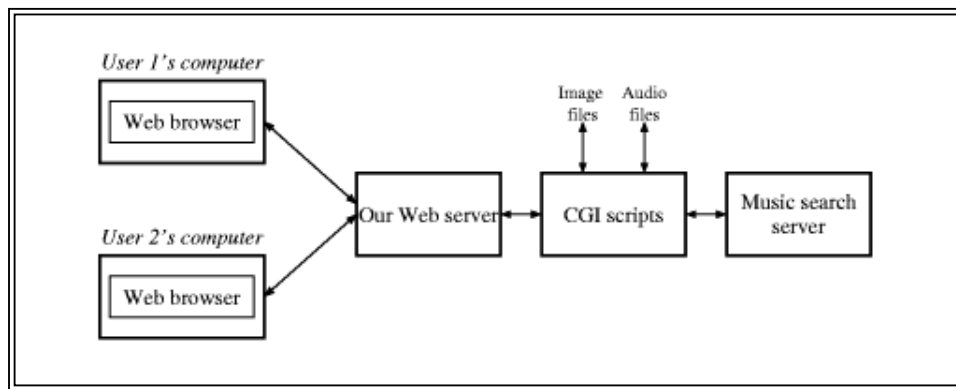 User 1's computer
Web browser
User 2's computer
Web browser
Our Web server
Image
files
Audio
files
CGI scripts
Music search
server